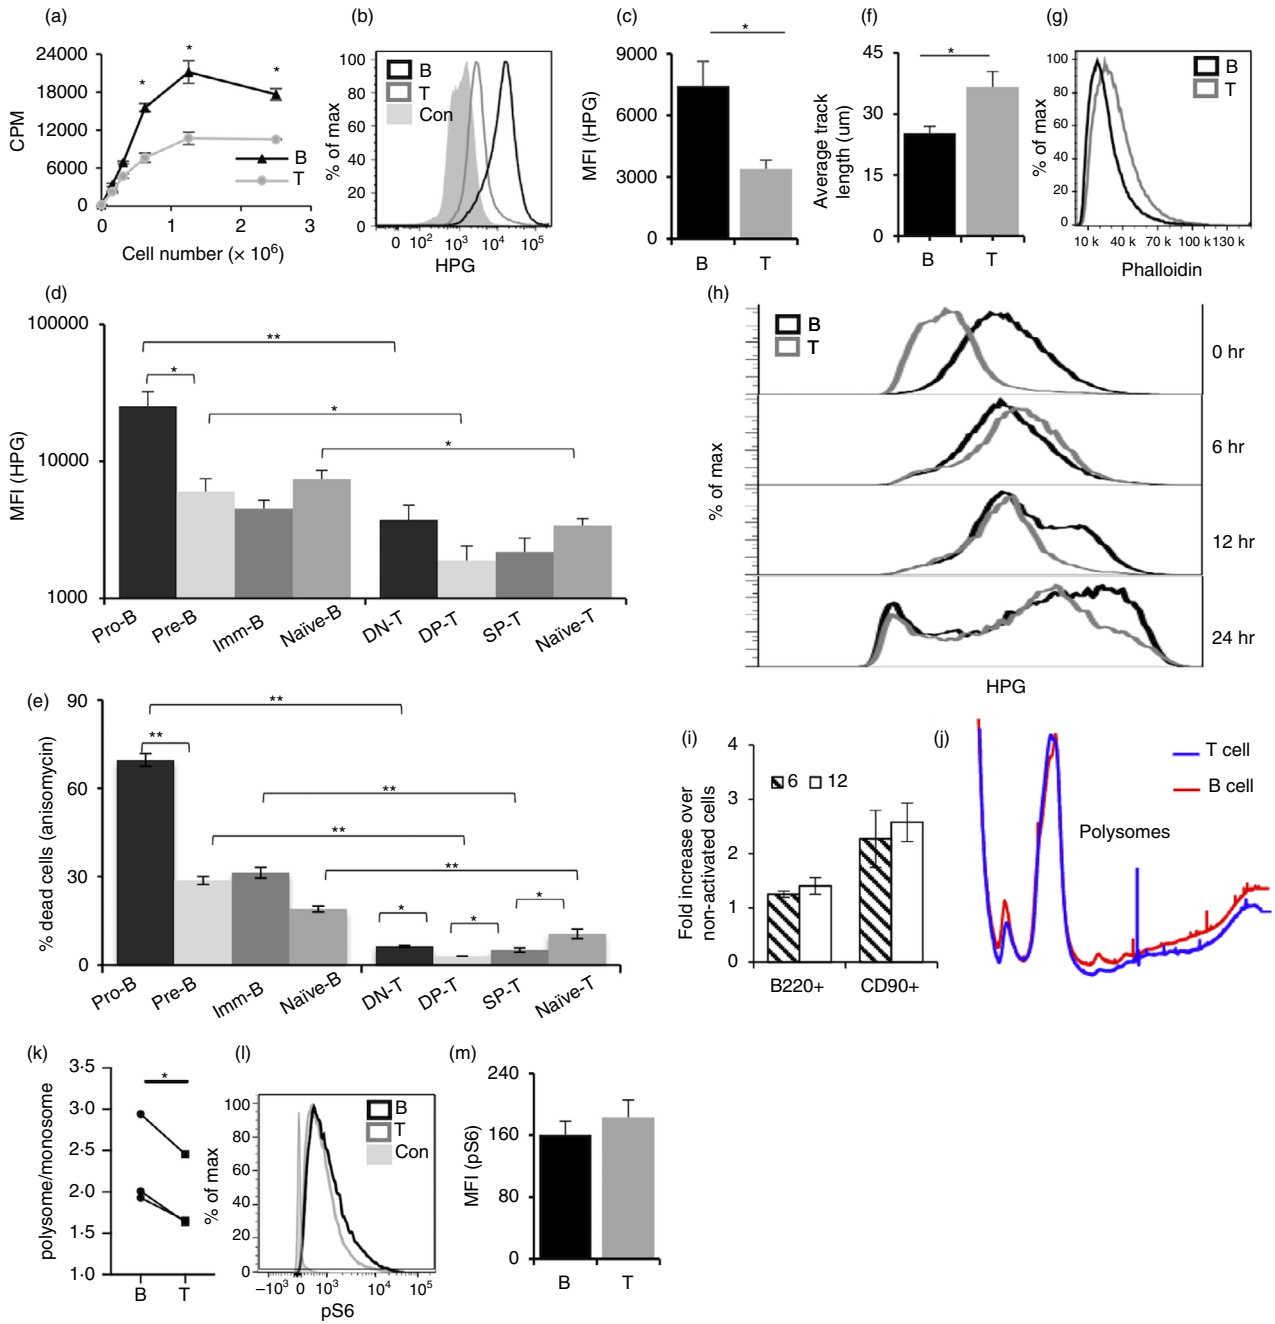 (a)
CPM
24000
18000
12000
6000
0
0 1 2 3
Cell number (× 10⁶)
* * *
B
T
(b)
% of max
100
80
60
40
20
0
B
T
Con
0 10² 10³ 10⁴ 10⁵
HPG
(c)
*
MFI (HPG)
9000
6000
3000
0
B T
(f)
*
Average track
length (um)
45
30
15
0
B T
(g)
% of max
100
80
60
40
20
0
B
T
10 k 40 k 70 k 100 k 130 k
Phalloidin
(d)
MFI (HPG)
100000
10000
1000
**
*
*
*
Pro-B Pre-B Imm-B Naïve-B DN-T DP-T SP-T Naïve-T
(h)
B
T
% of max
0 hr
6 hr
12 hr
24 hr
HPG
(e)
% dead cells (anisomycin)
90
60
30
0
**
**
**
**
**
* * *
Pro-B Pre-B Imm-B Naïve-B DN-T DP-T SP-T Naïve-T
(i)
Fold increase over
non-activated cells
4
3
2
1
0
6 12
B220+ CD90+
(j)
T cell
B cell
Polysomes
(k)
polysome/monosome
3·5
3·0
2·5
2·0
1·5
1·0
*
B T
(l)
% of max
100
80
60
40
20
0
B
T
Con
−10³ 0 10³ 10⁴ 10⁵
pS6
(m)
MFI (pS6)
240
160
80
0
B T